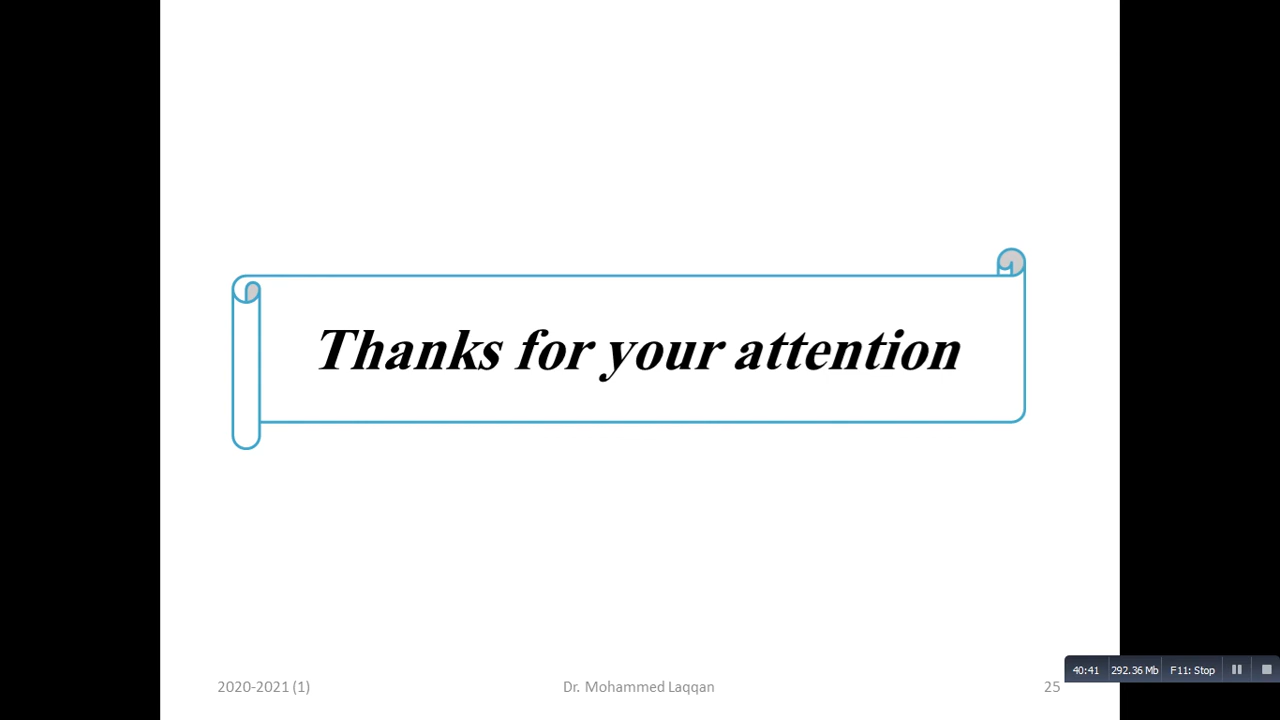 Thanks for your attention
2020-2021 (1)
Dr. Mohammed Laqqan
25
40:41
292.36 Mb
F11: Stop